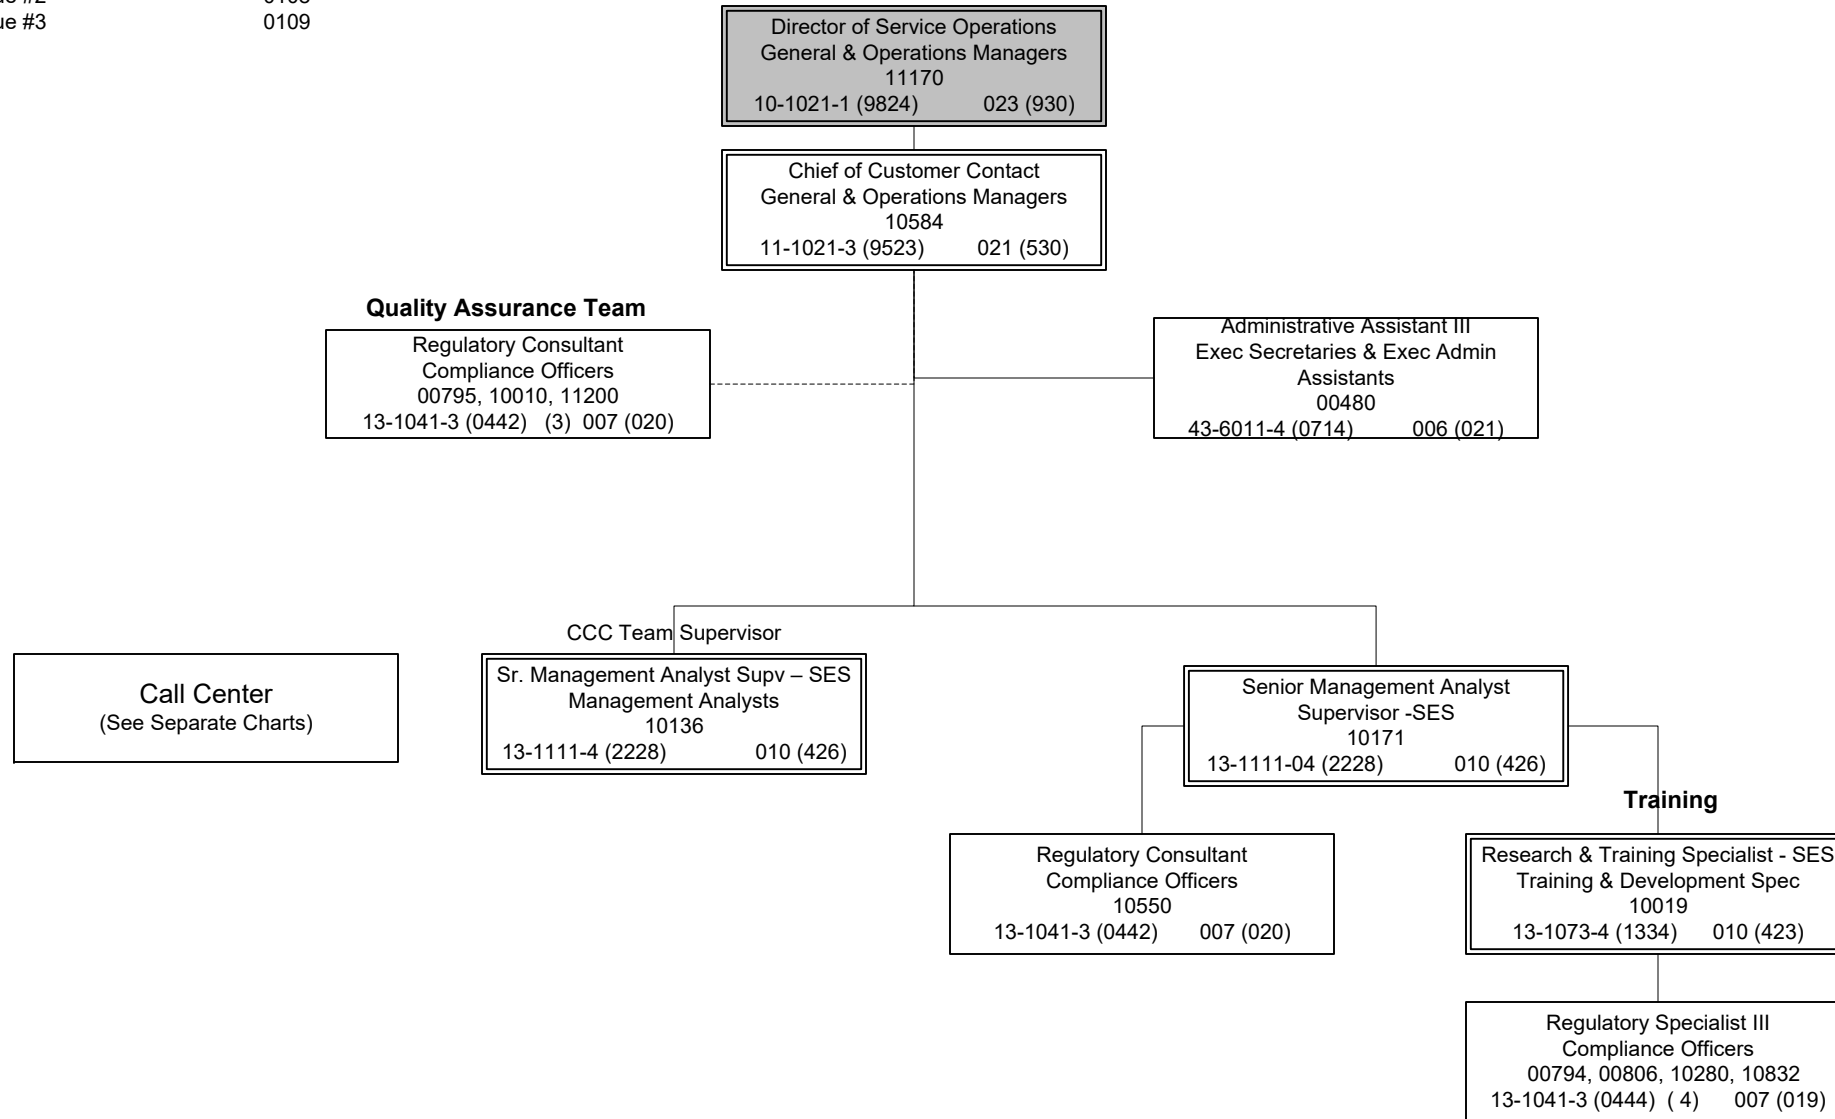 0109
Director of Service Operations
General & Operations Managers
11170
10-1021-1 (9824) 023 (930)
Chief of Customer Contact
General & Operations Managers
10584
11-1021-3 (9523) 021 (530)
Quality Assurance Team
Regulatory Consultant
Compliance Officers
00795, 10010, 11200
13-1041-3 (0442) (3) 007 (020)
Administrative Assistant III
Exec Secretaries & Exec Admin
Assistants
00480
43-6011-4 (0714) 006 (021)
Call Center
(See Separate Charts)
CCC Team Supervisor
Sr. Management Analyst Supv – SES
Management Analysts
10136
13-1111-4 (2228) 010 (426)
Senior Management Analyst
Supervisor -SES
10171
13-1111-04 (2228) 010 (426)
Regulatory Consultant
Compliance Officers
10550
13-1041-3 (0442) 007 (020)
Training
Research & Training Specialist - SES
Training & Development Spec
10019
13-1073-4 (1334) 010 (423)
Regulatory Specialist III
Compliance Officers
00794, 00806, 10280, 10832
13-1041-3 (0444) ( 4) 007 (019)